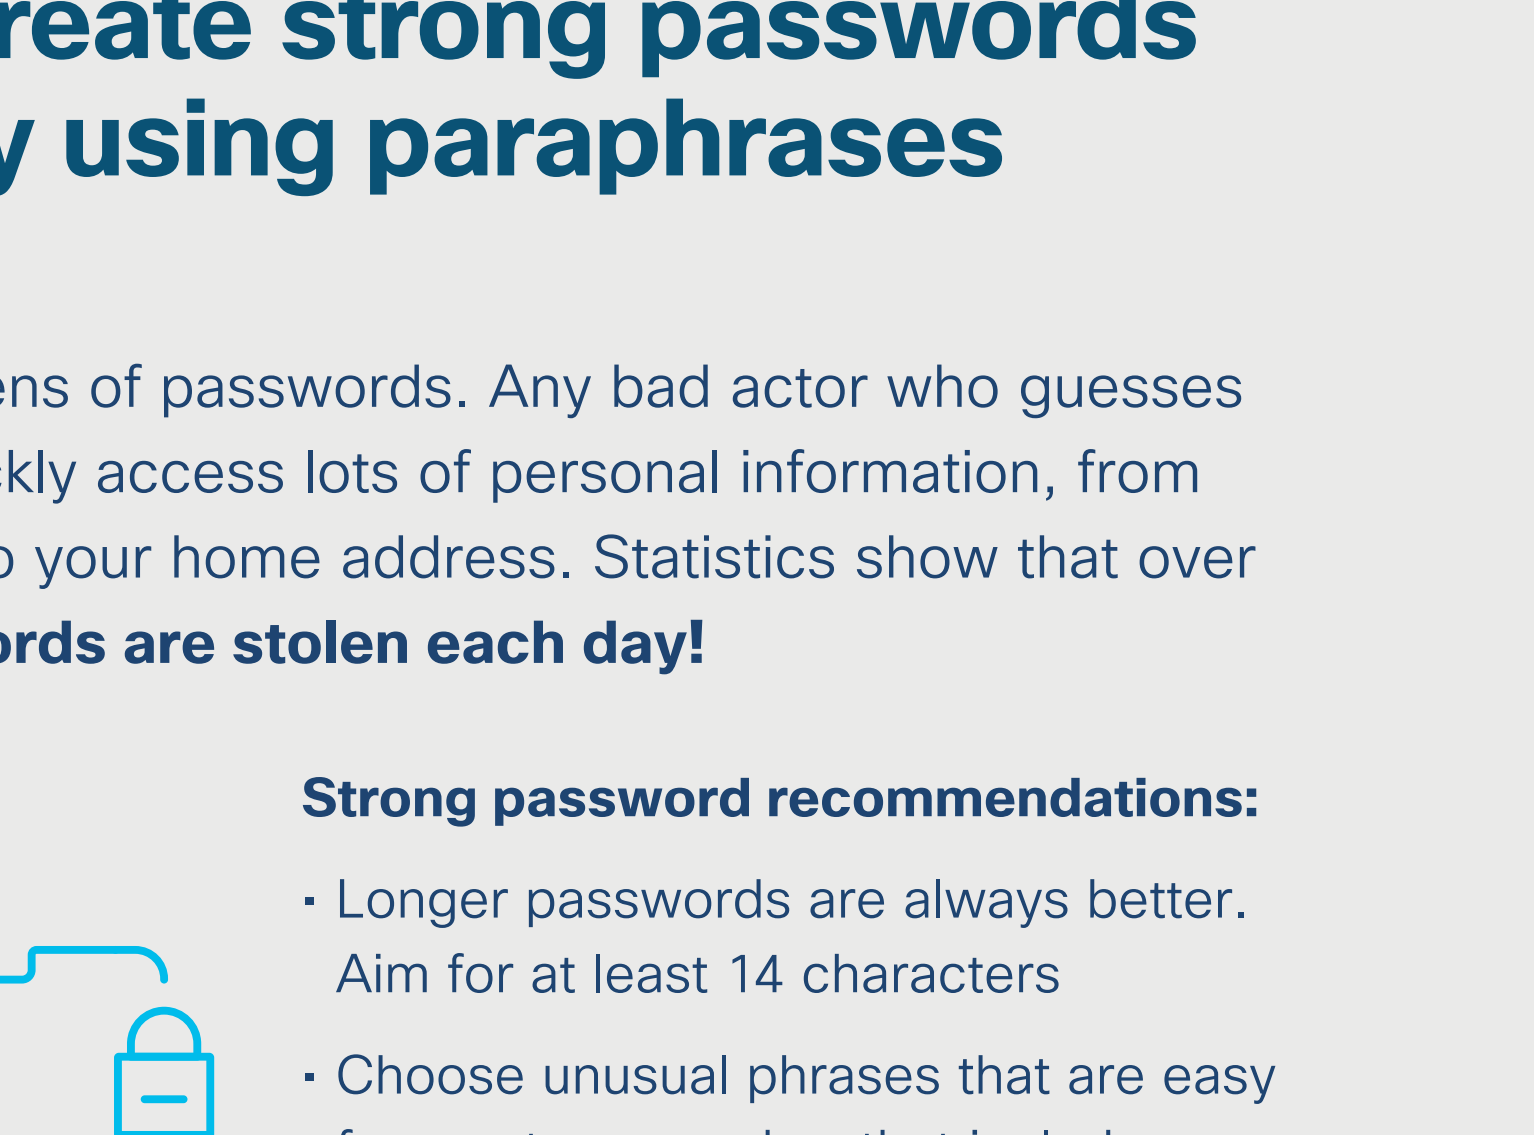 reate strong passwords
y using paraphrases
ens of passwords. Any bad actor who guesses
ckly access lots of personal information, from
o your home address. Statistics show that over
ords are stolen each day!
Strong password recommendations:
· Longer passwords are always better.
Aim for at least 14 characters
· Choose unusual phrases that are easy